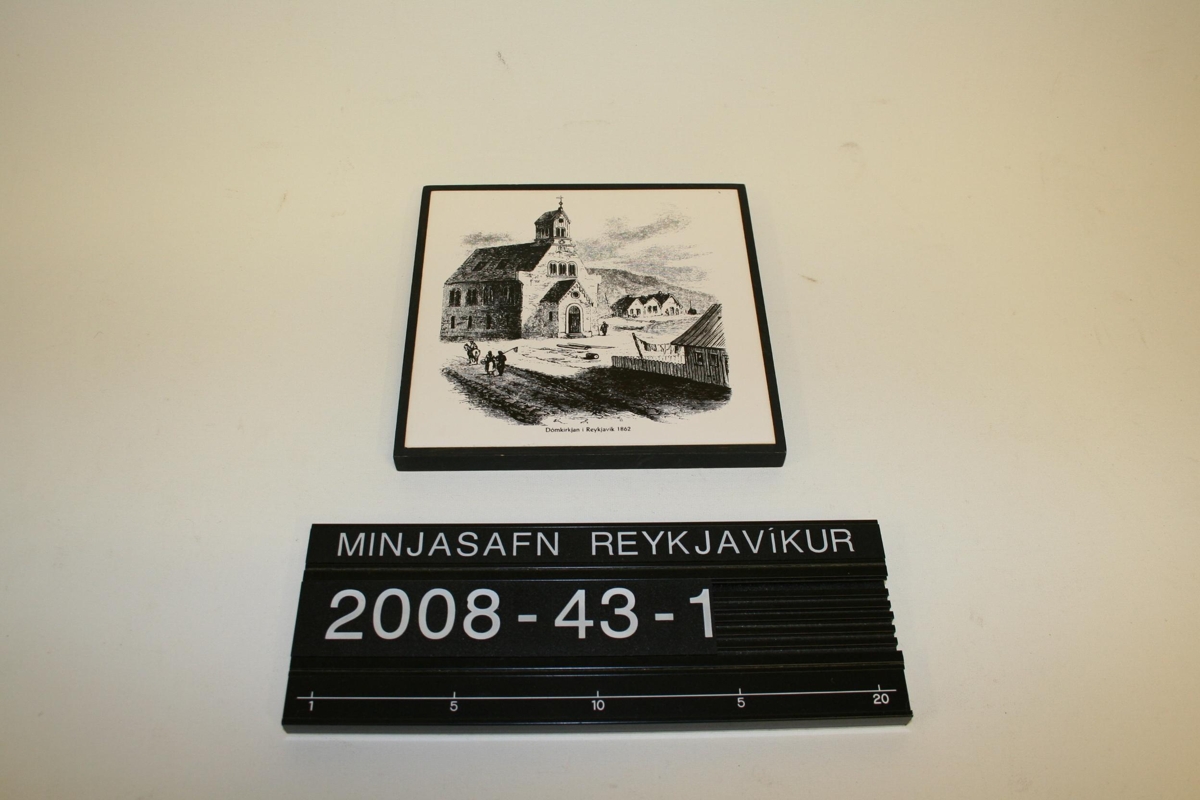 Dómkirkjan í Reykjavík 1862
MINJASAFN REYKJAVíKUR
2008-43-1
1 5 10 5 20